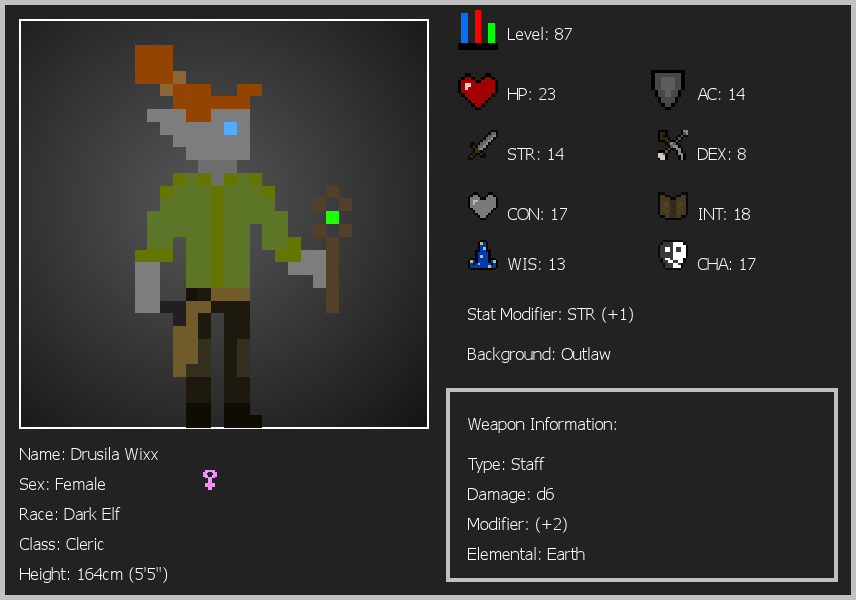 Level: 87
HP: 23
AC: 14
STR: 14
DEX: 8
CON: 17
INT: 18
WIS: 13
CHA: 17
Stat Modifier: STR (+1)
Background: Outlaw
Weapon Information:
Type: Staff
Damage: d6
Modifier: (+2)
Elemental: Earth
Name: Drusila Wixx
Sex: Female
Race: Dark Elf
Class: Cleric
Height: 164cm (5'5")